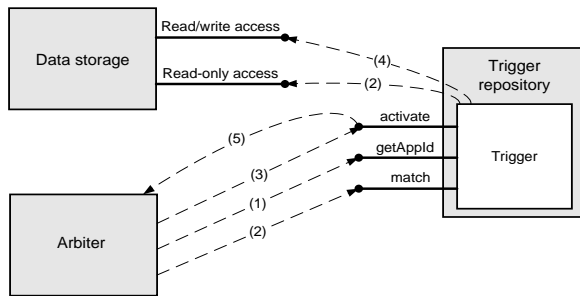 Read/write access
Data storage
Read-only access
(4)
(2)
Trigger
repository
activate
getAppId
match
Trigger
(5)
(3)
(1)
(2)
Arbiter